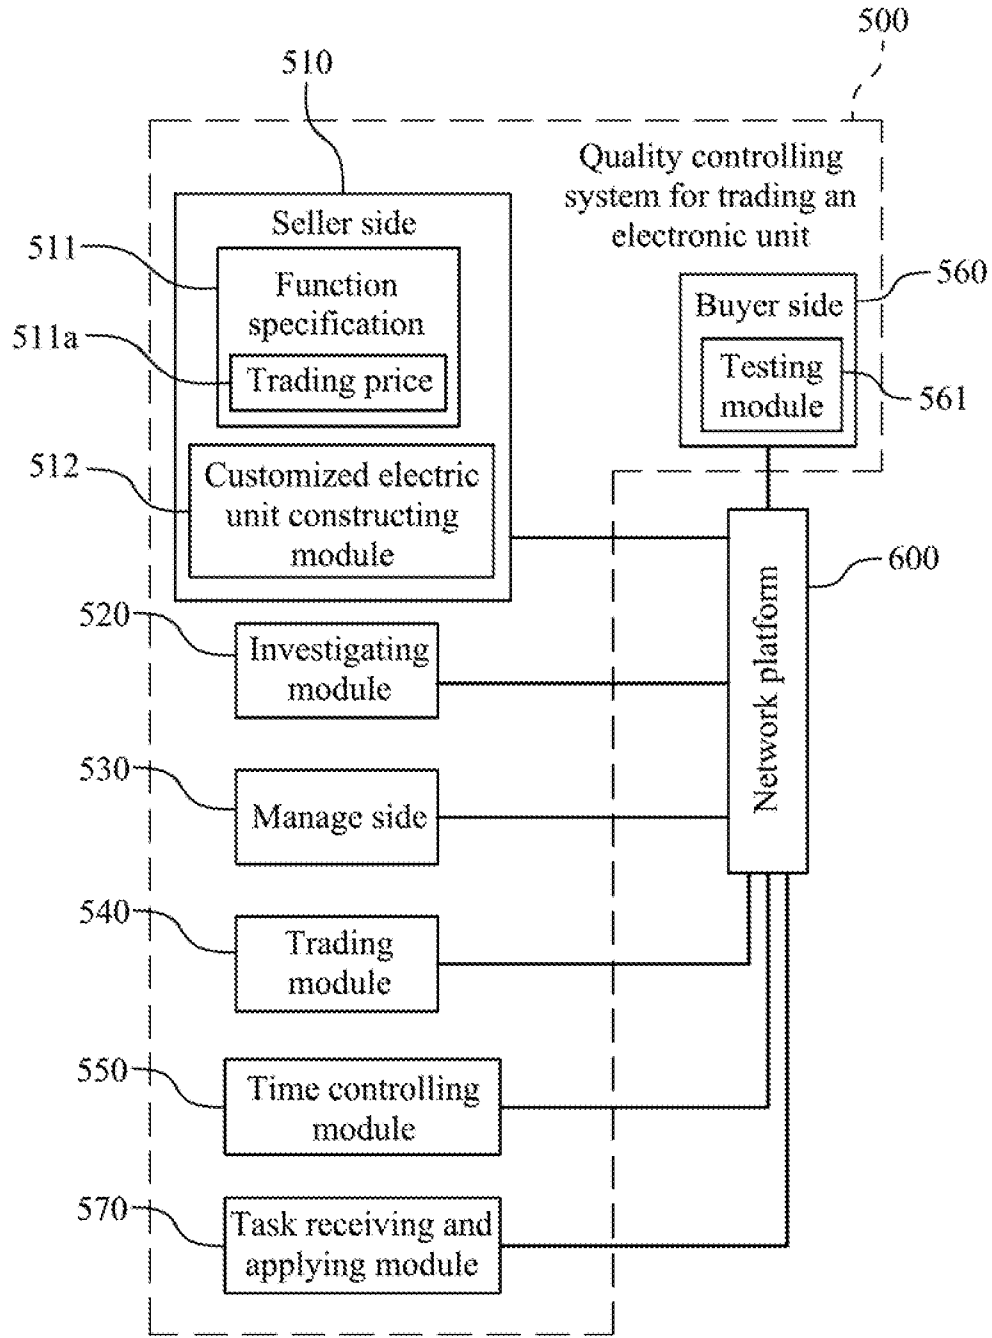 500
510
Quality controlling
system for trading an
electronic unit
Seller side
511
Function
specification
511a
Trading price
560
Buyer side
Testing
module
561
512
Customized electric
unit constructing
module
600
Network platform
520
Investigating
module
530
Manage side
540
Trading
module
550
Time controlling
module
570
Task receiving and
applying module